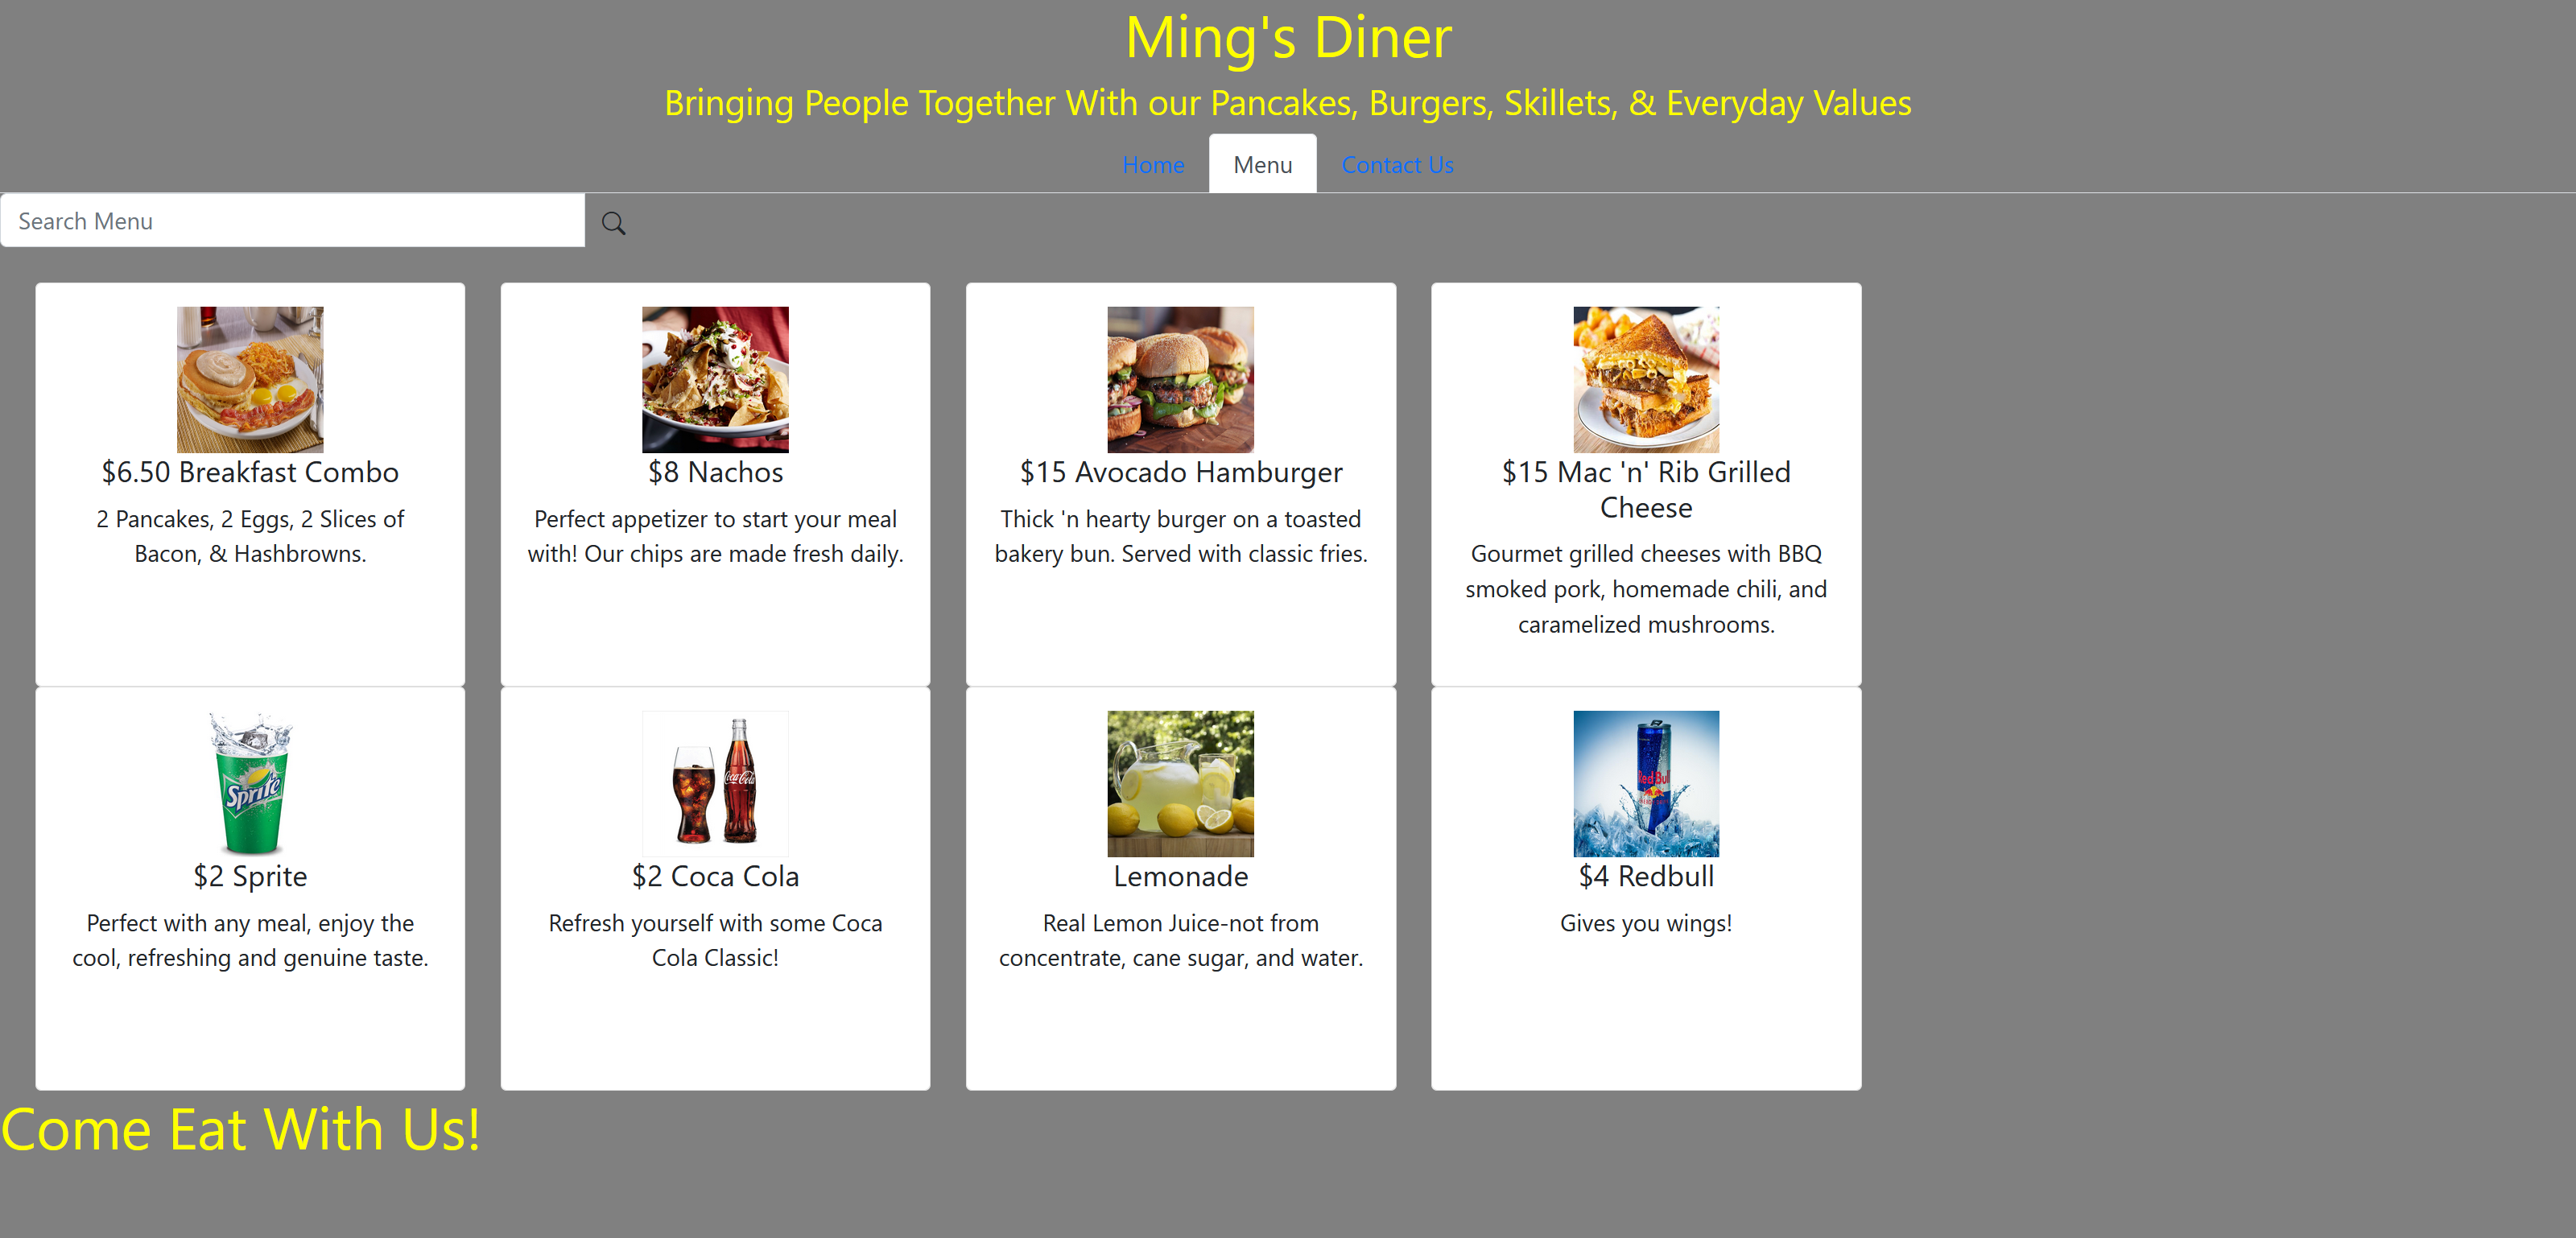 Ming's Diner
Bringing People Together With our Pancakes, Burgers, Skillets, & Everyday Values
Home Menu Contact Us
Search Menu
$6.50 Breakfast Combo
2 Pancakes, 2 Eggs, 2 Slices of
Bacon, & Hashbrowns.
$8 Nachos
Perfect appetizer to start your meal
with! Our chips are made fresh daily.
$15 Avocado Hamburger
Thick 'n hearty burger on a toasted
bakery bun. Served with classic fries.
$15 Mac 'n' Rib Grilled
Cheese
Gourmet grilled cheeses with BBQ
smoked pork, homemade chili, and
caramelized mushrooms.
Sprite
$2 Sprite
Perfect with any meal, enjoy the
cool, refreshing and genuine taste.
Coca-Cola
$2 Coca Cola
Refresh yourself with some Coca
Cola Classic!
Lemonade
Real Lemon Juice-not from
concentrate, cane sugar, and water.
Red Bull
$4 Redbull
Gives you wings!
Come Eat With Us!